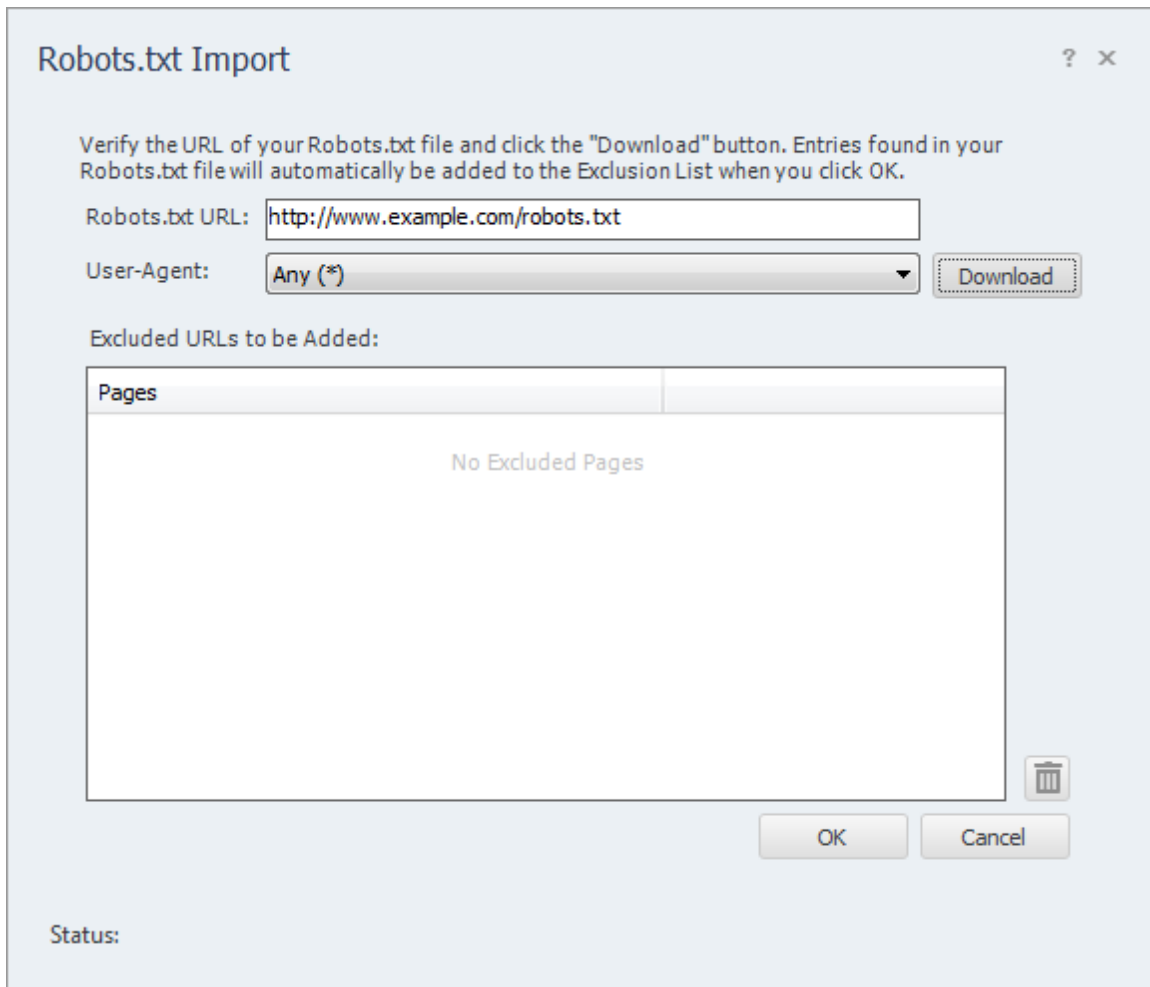 Robots.txt Import
? ×
Verify the URL of your Robots.txt file and click the "Download" button. Entries found in your
Robots.txt file will automatically be added to the Exclusion List when you click OK.
Robots.txt URL: http://www.example.com/robots.txt
User-Agent: Any (*) Download
Excluded URLs to be Added:
Pages
No Excluded Pages
OK Cancel
Status: